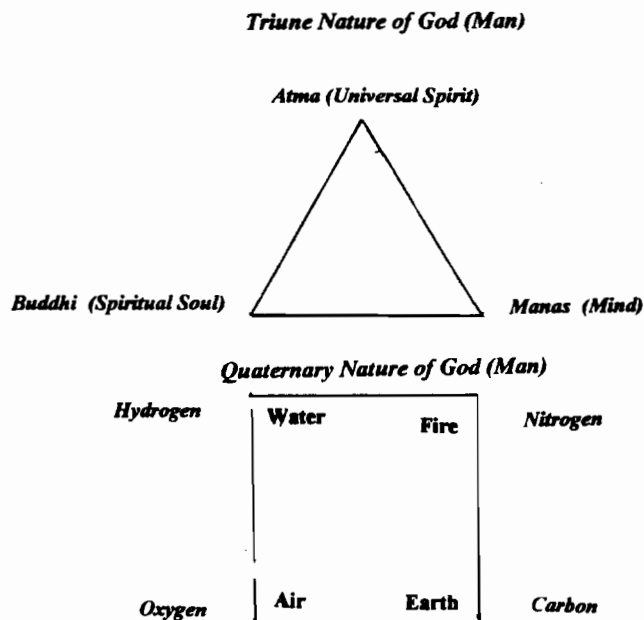 Triune Nature of God (Man)
Atma (Universal Spirit)
Buddhi (Spiritual Soul)
Manas (Mind)
Quaternary Nature of God (Man)
Hydrogen Water Fire Nitrogen
Oxygen Air Earth Carbon